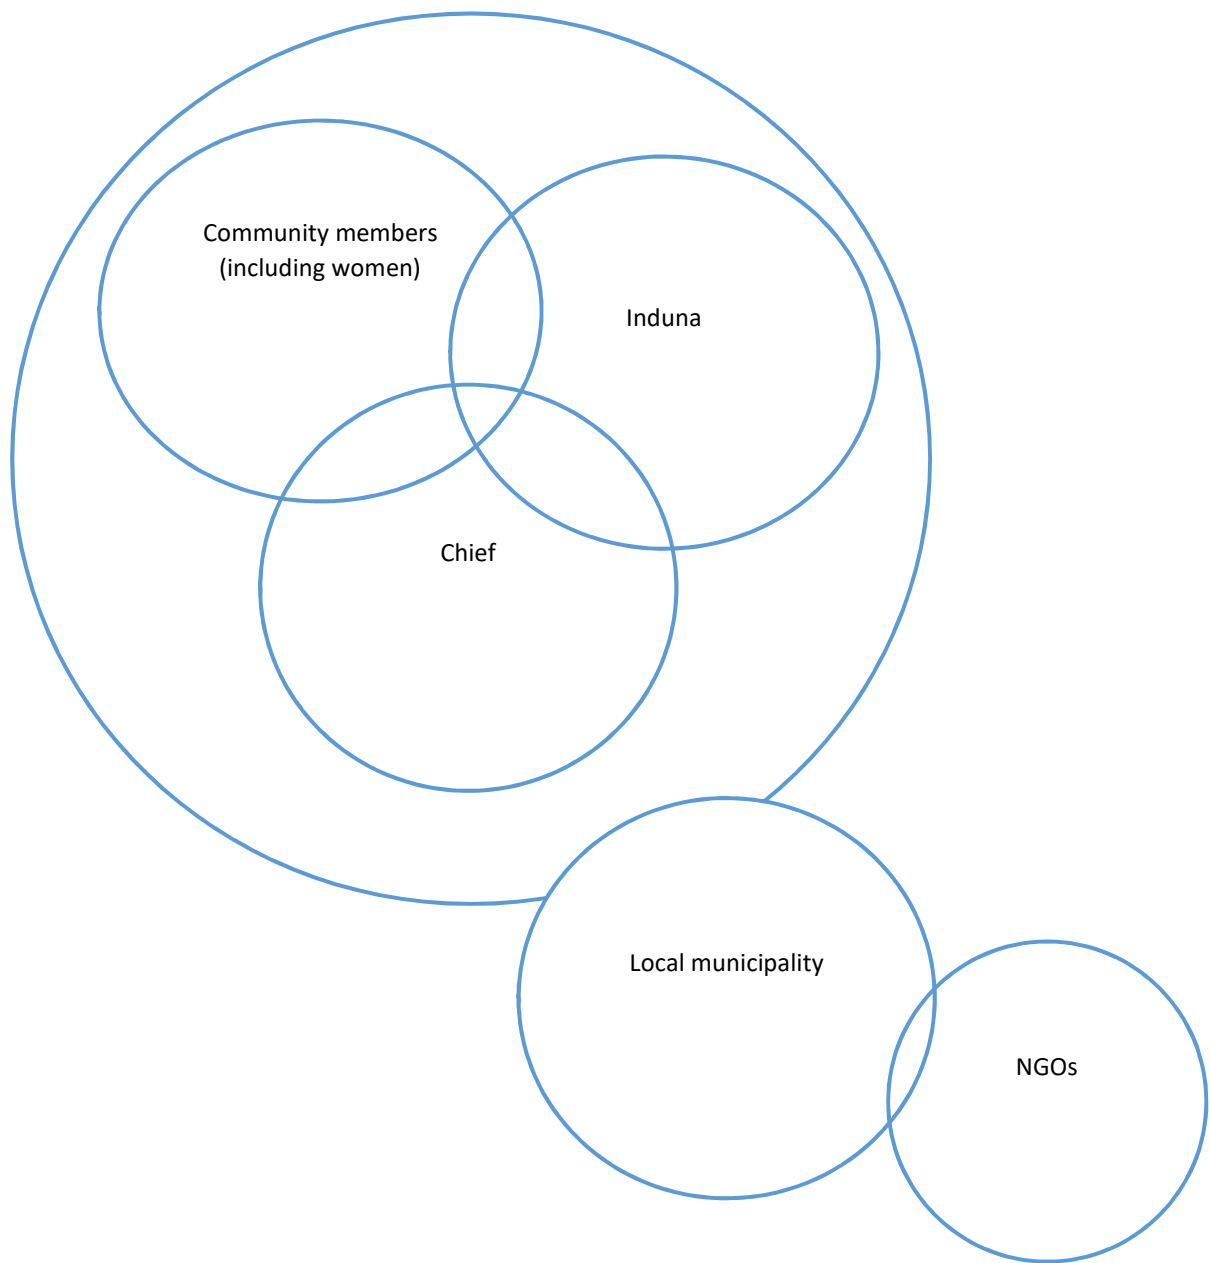 Community members
(including women)
Induna
Chief
Local municipality
NGOs